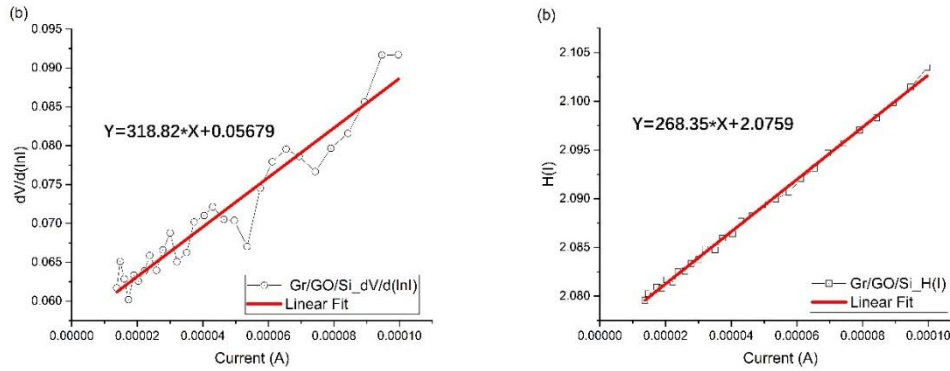 (b)
0.095
0.090
0.085
0.080
0.075
0.070
0.065
0.060
dV/d(lnI)
Y=318.82*X+0.05679
Gr/GO/Si_dV/d(lnI)
Linear Fit
0.00000
0.00002
0.00004
0.00006
0.00008
0.00010
Current (A)
(b)
2.105
2.100
2.095
2.090
2.085
2.080
H(I)
Y=268.35*X+2.0759
Gr/GO/Si_H(I)
Linear Fit
0.00000
0.00002
0.00004
0.00006
0.00008
0.00010
Current (A)